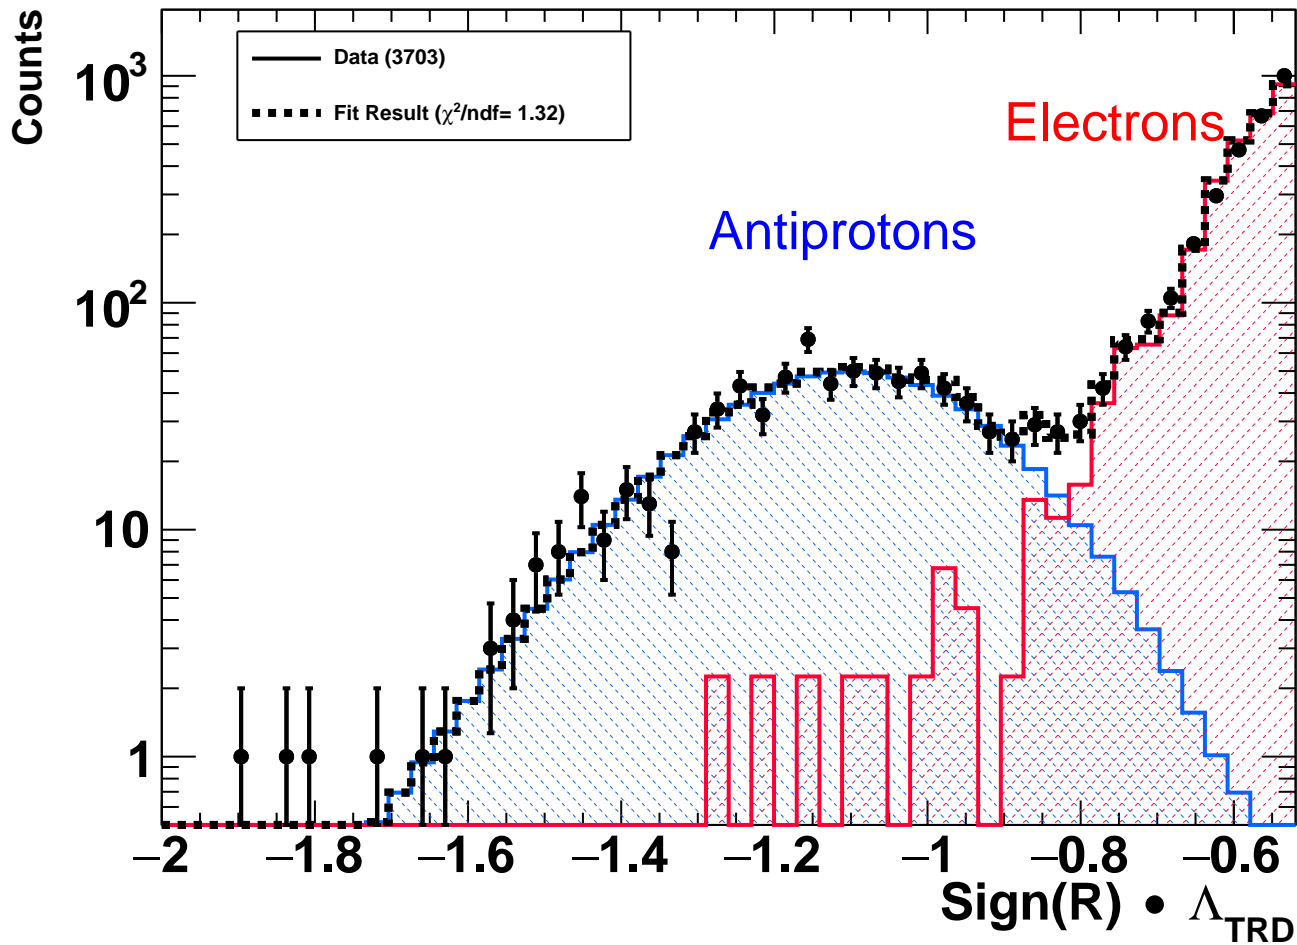 Counts
Data (3703)
Fit Result (χ²/ndf= 1.32)
Electrons
Antiprotons
10³
10²
10
1
−2 −1.8 −1.6 −1.4 −1.2 −1 −0.8 −0.6
Sign(R) • Λ_TRD